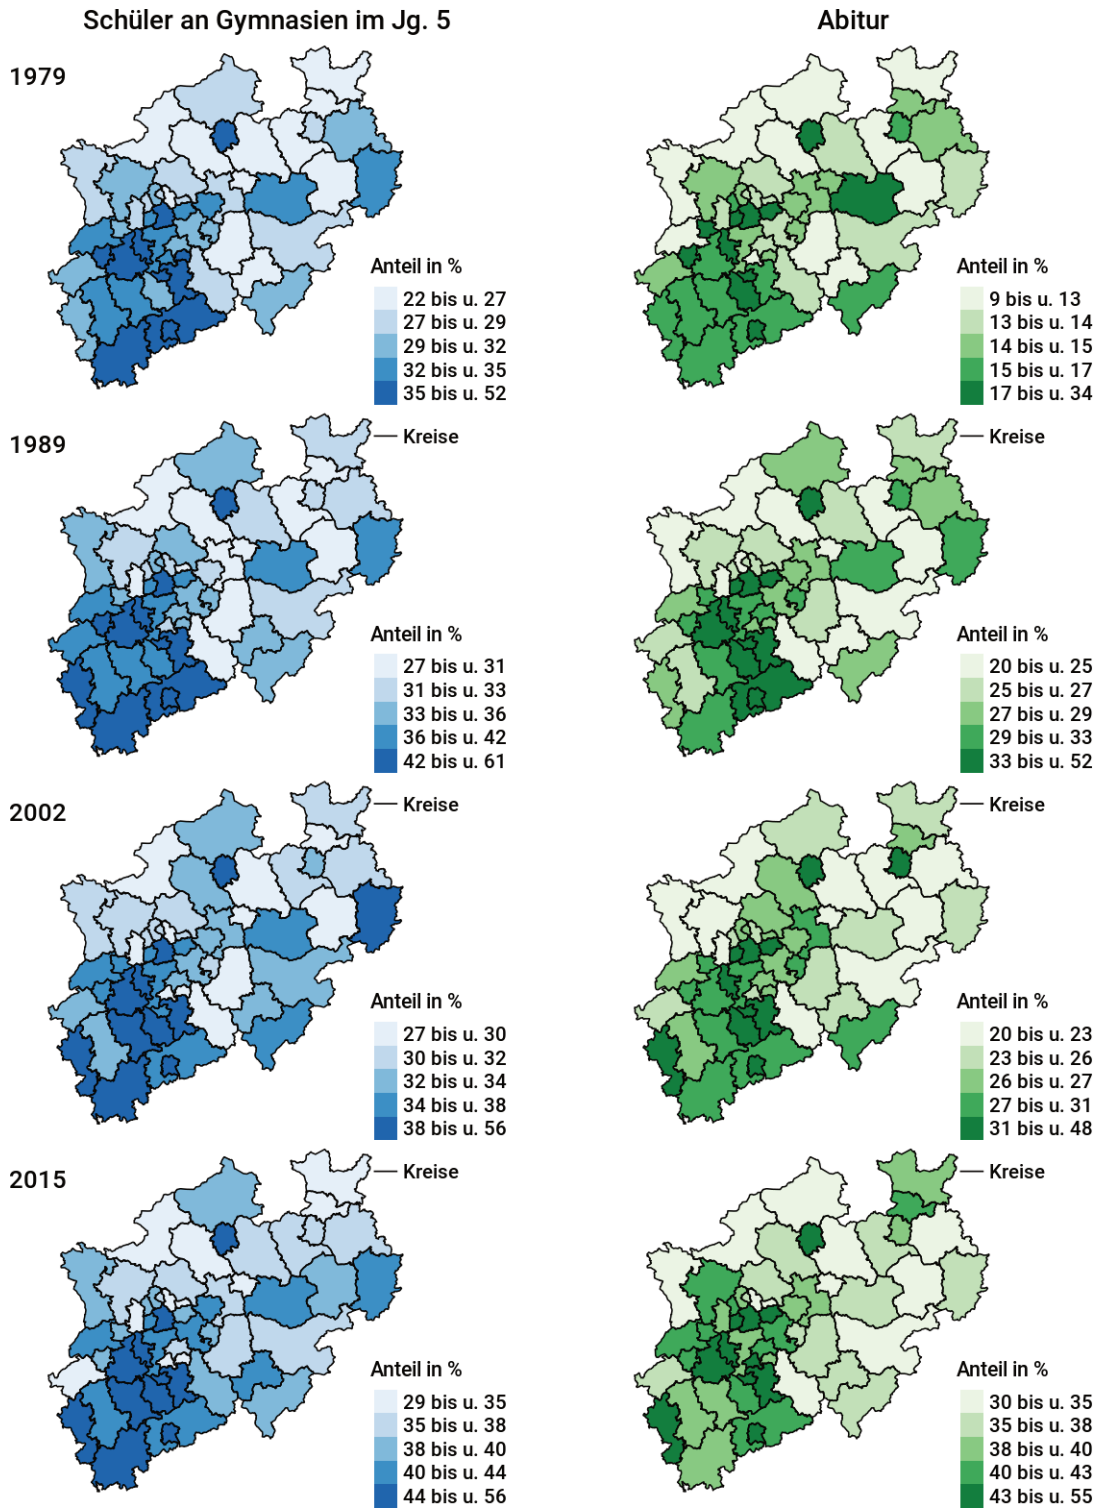 Schüler an Gymnasien im Jg. 5
Abitur
1979
Anteil in %
22 bis u. 27
27 bis u. 29
29 bis u. 32
32 bis u. 35
35 bis u. 52
Anteil in %
9 bis u. 13
13 bis u. 14
14 bis u. 15
15 bis u. 17
17 bis u. 34
1989
Kreise
Anteil in %
27 bis u. 31
31 bis u. 33
33 bis u. 36
36 bis u. 42
42 bis u. 61
Kreise
Anteil in %
20 bis u. 25
25 bis u. 27
27 bis u. 29
29 bis u. 33
33 bis u. 52
2002
Kreise
Anteil in %
27 bis u. 30
30 bis u. 32
32 bis u. 34
34 bis u. 38
38 bis u. 56
Kreise
Anteil in %
20 bis u. 23
23 bis u. 26
26 bis u. 27
27 bis u. 31
31 bis u. 48
2015
Kreise
Anteil in %
29 bis u. 35
35 bis u. 38
38 bis u. 40
40 bis u. 44
44 bis u. 56
Kreise
Anteil in %
30 bis u. 35
35 bis u. 38
38 bis u. 40
40 bis u. 43
43 bis u. 55